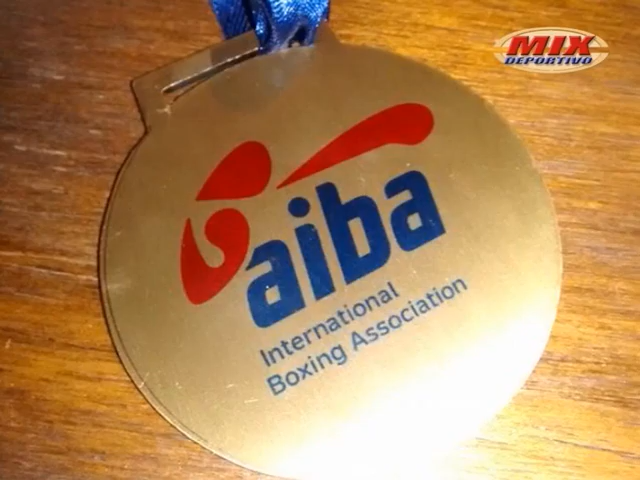 MIX
DEPORTIVO
aiba
International
Boxing Association